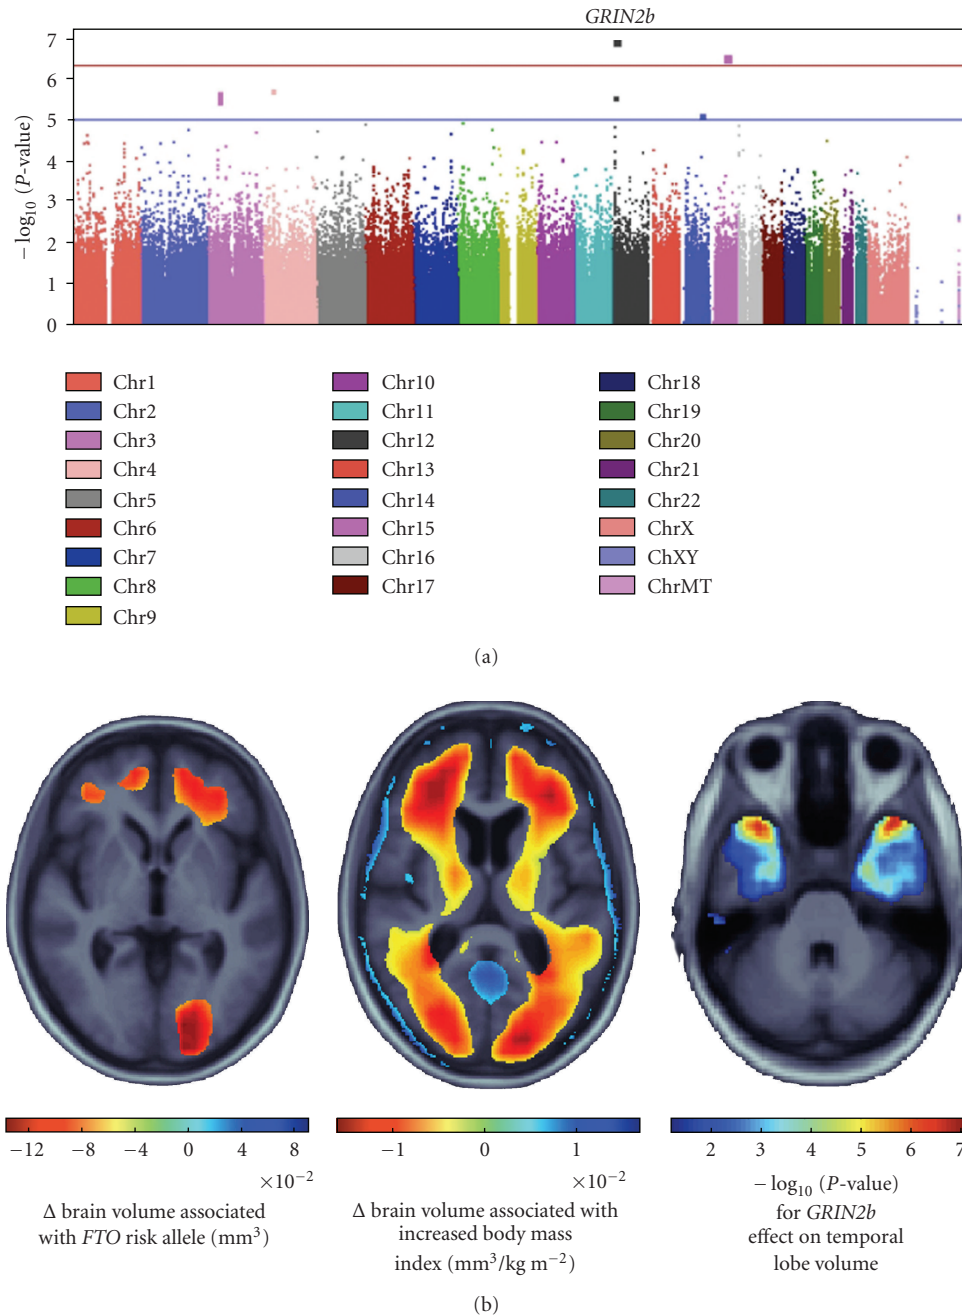 GRIN2b
7
6
5
4
3
2
1
0
−log10 (P-value)
Chr1
Chr2
Chr3
Chr4
Chr5
Chr6
Chr7
Chr8
Chr9
Chr10
Chr11
Chr12
Chr13
Chr14
Chr15
Chr16
Chr17
Chr18
Chr19
Chr20
Chr21
Chr22
ChrX
ChXY
ChrMT
(a)
−12 −8 −4 0 4 8
×10−2
Δ brain volume associated
with FTO risk allele (mm3)
−1 0 1
×10−2
Δ brain volume associated with
increased body mass
index (mm3/kg m−2)
2 3 4 5 6 7
−log10 (P-value)
for GRIN2b
effect on temporal
lobe volume
(b)